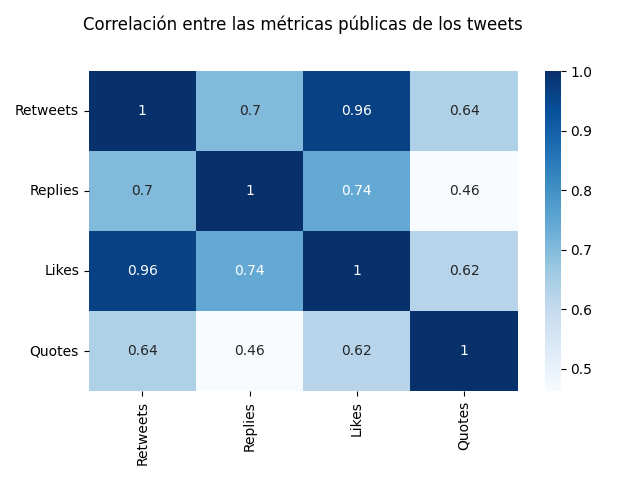 Correlación entre las métricas públicas de los tweets
Retweets 1 0.7 0.96 0.64
Replies 0.7 1 0.74 0.46
Likes 0.96 0.74 1 0.62
Quotes 0.64 0.46 0.62 1
Retweets Replies Likes Quotes
1.0
0.9
0.8
0.7
0.6
0.5